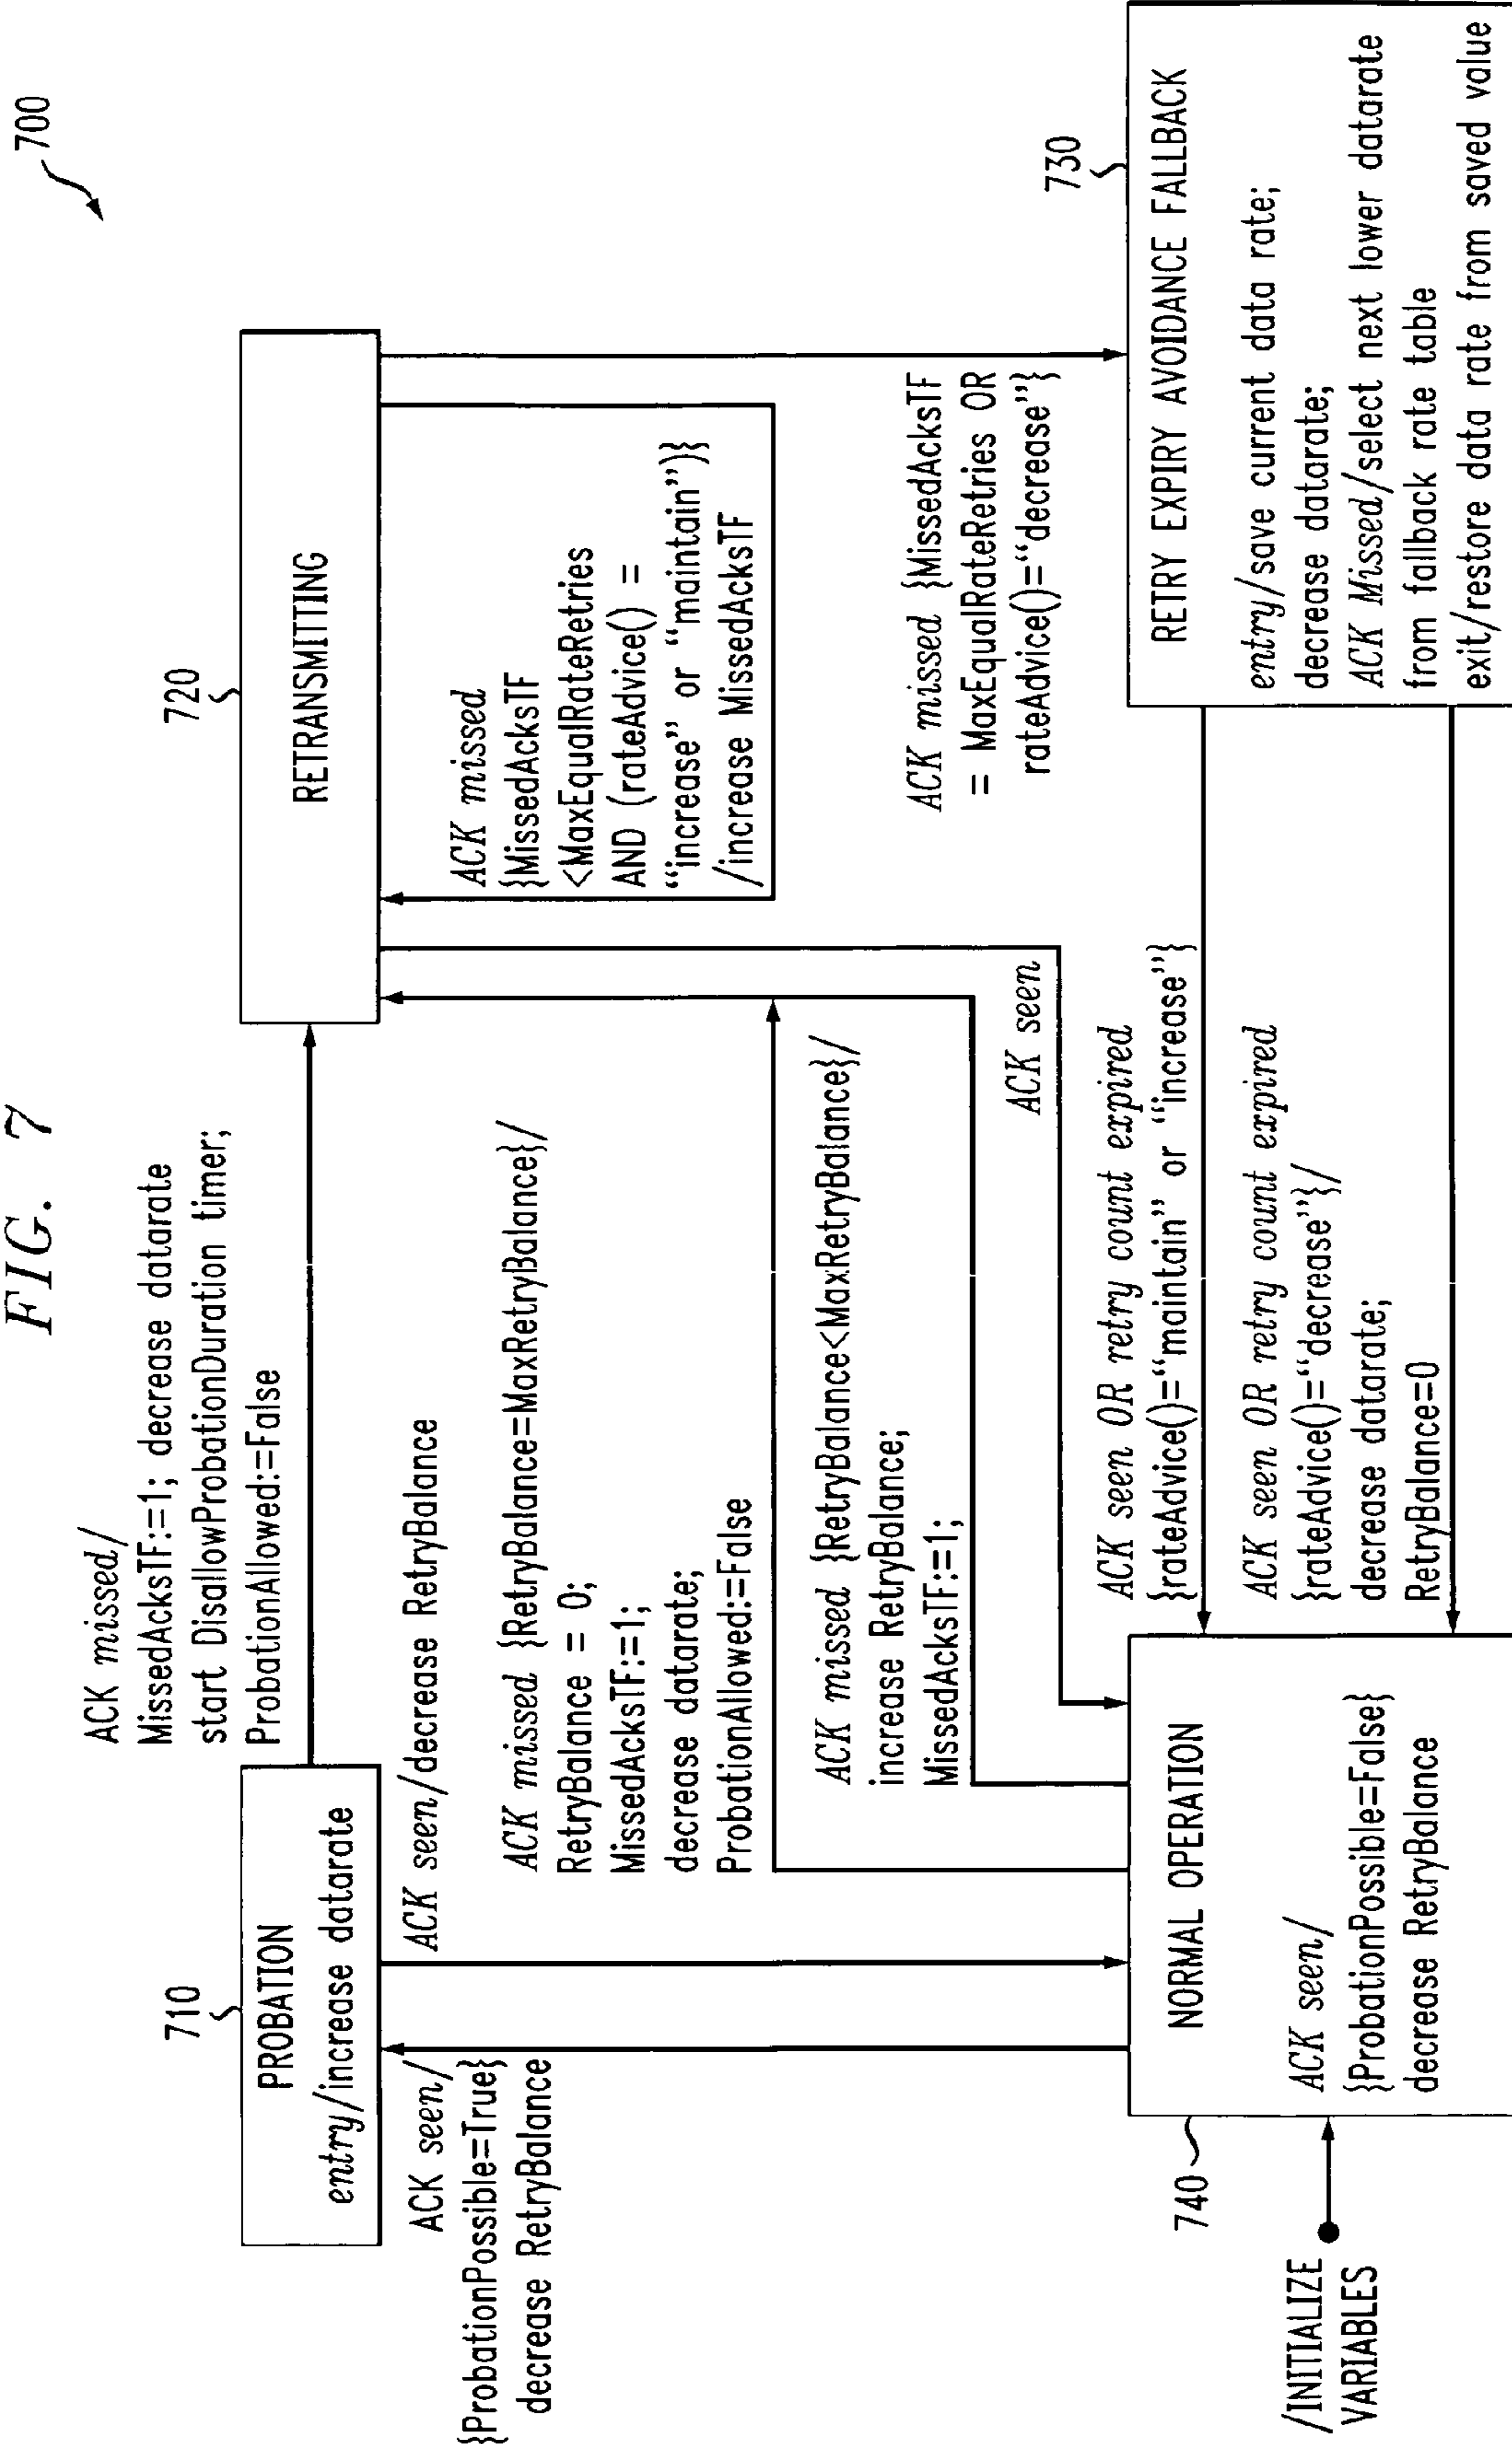 FIG. 7
700
710
PROBATION
entry/increase datarate
ACK missed/
MissedAcksTF:=1; decrease datarate
start DisallowProbationDuration timer;
ProbationAllowed:=False
720
RETRANSMITTING
ACK seen/
{ProbationPossible=True}
decrease RetryBalance
ACK seen/decrease RetryBalance
ACK missed {RetryBalance=MaxRetryBalance}/
RetryBalance = 0;
MissedAcksTF:=1;
decrease datarate;
ProbationAllowed:=False
ACK missed {RetryBalance<MaxRetryBalance}/
increase RetryBalance;
MissedAcksTF:=1;
ACK seen
ACK missed
{MissedAcksTF
<MaxEqualRateRetries
AND (rateAdvice() =
“increase” or “maintain”)}
/increase MissedAcksTF
ACK missed {MissedAcksTF
= MaxEqualRateRetries OR
rateAdvice()=“decrease”}
740
NORMAL OPERATION
ACK seen/
{ProbationPossible=False}
decrease RetryBalance
/INITIALIZE
VARIABLES
ACK seen OR retry count expired
{rateAdvice()=“maintain” or “increase”}
ACK seen OR retry count expired
{rateAdvice()=“decrease”}/
decrease datarate;
RetryBalance=0
730
RETRY EXPIRY AVOIDANCE FALLBACK
entry/save current data rate;
decrease datarate;
ACK Missed/select next lower datarate
from fallback rate table
exit/restore data rate from saved value